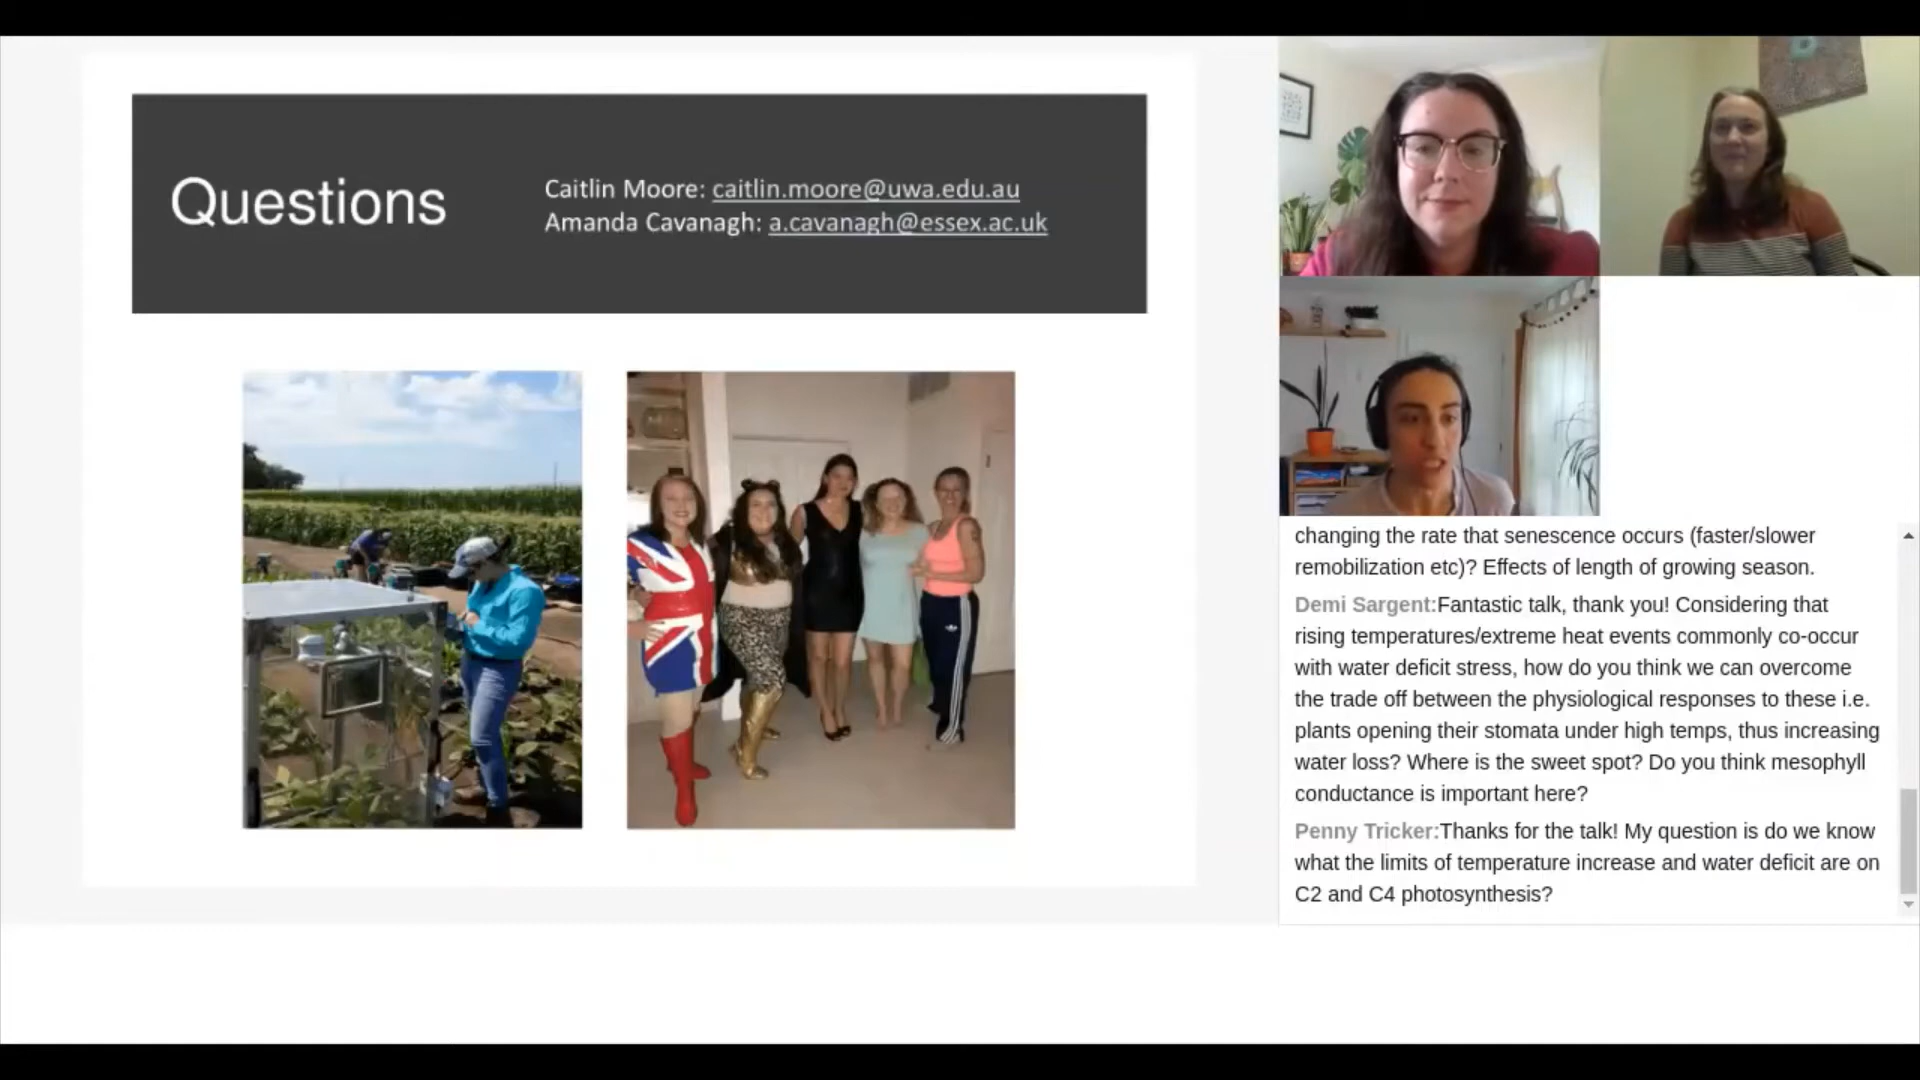 Questions
Caitlin Moore: caitlin.moore@uwa.edu.au
Amanda Cavanagh: a.cavanagh@essex.ac.uk
changing the rate that senescence occurs (faster/slower
remobilization etc)? Effects of length of growing season.
Demi Sargent:Fantastic talk, thank you! Considering that
rising temperatures/extreme heat events commonly co-occur
with water deficit stress, how do you think we can overcome
the trade off between the physiological responses to these i.e.
plants opening their stomata under high temps, thus increasing
water loss? Where is the sweet spot? Do you think mesophyll
conductance is important here?
Penny Tricker:Thanks for the talk! My question is do we know
what the limits of temperature increase and water deficit are on
C2 and C4 photosynthesis?